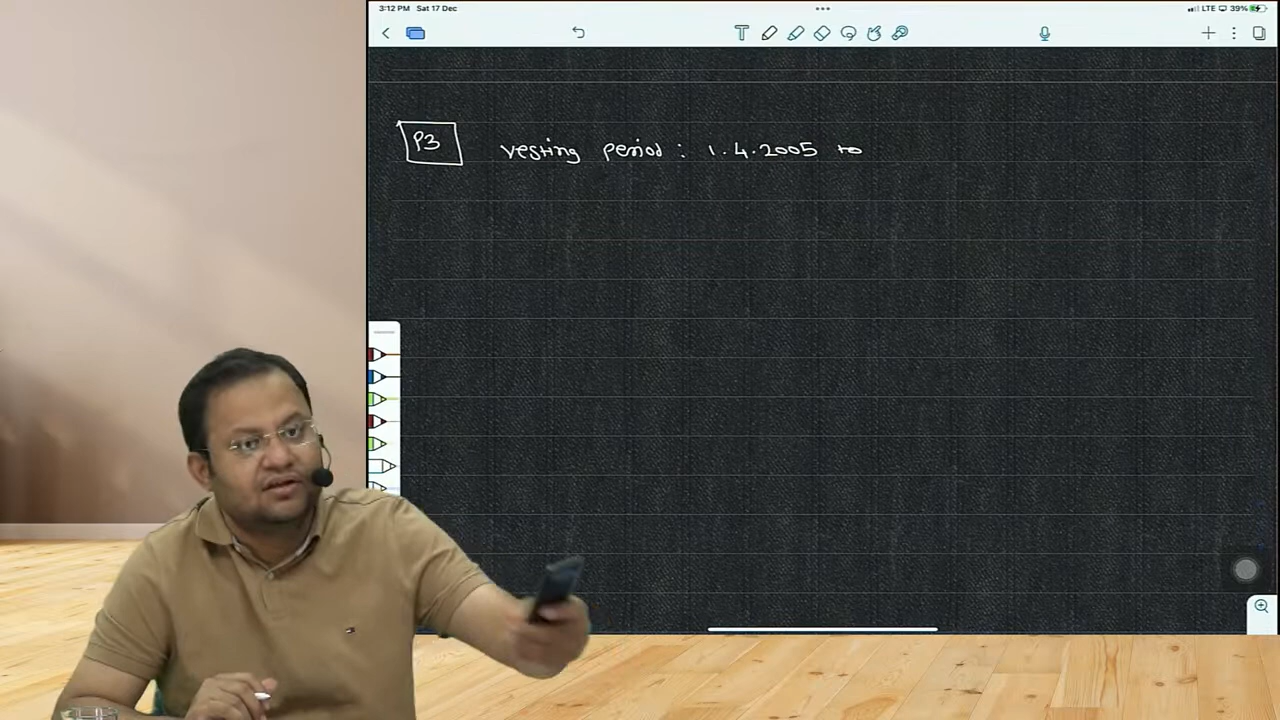 3:12 PM Sat 17 Dec
LTE 39%
P3
Vesting period : 1.4.2005 to